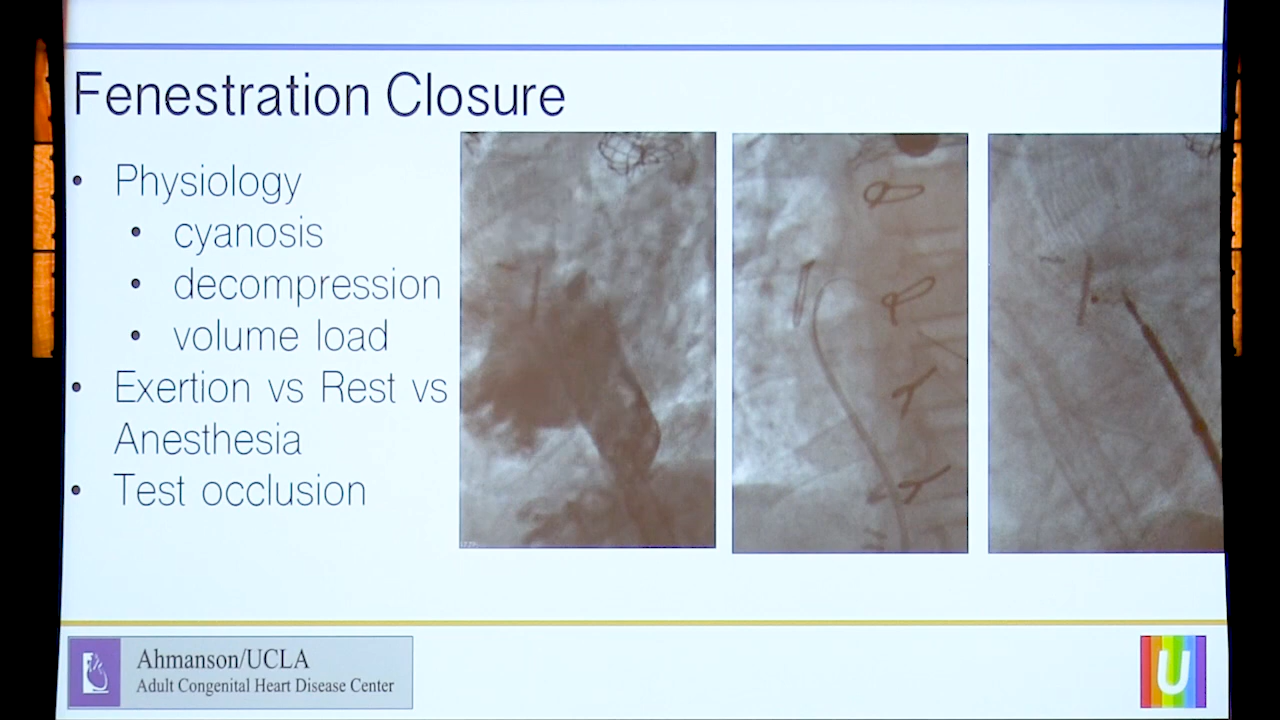 Fenestration Closure
• Physiology
• cyanosis
• decompression
• volume load
• Exertion vs Rest vs
Anesthesia
• Test occlusion
Ahmanson/UCLA
Adult Congenital Heart Disease Center
U